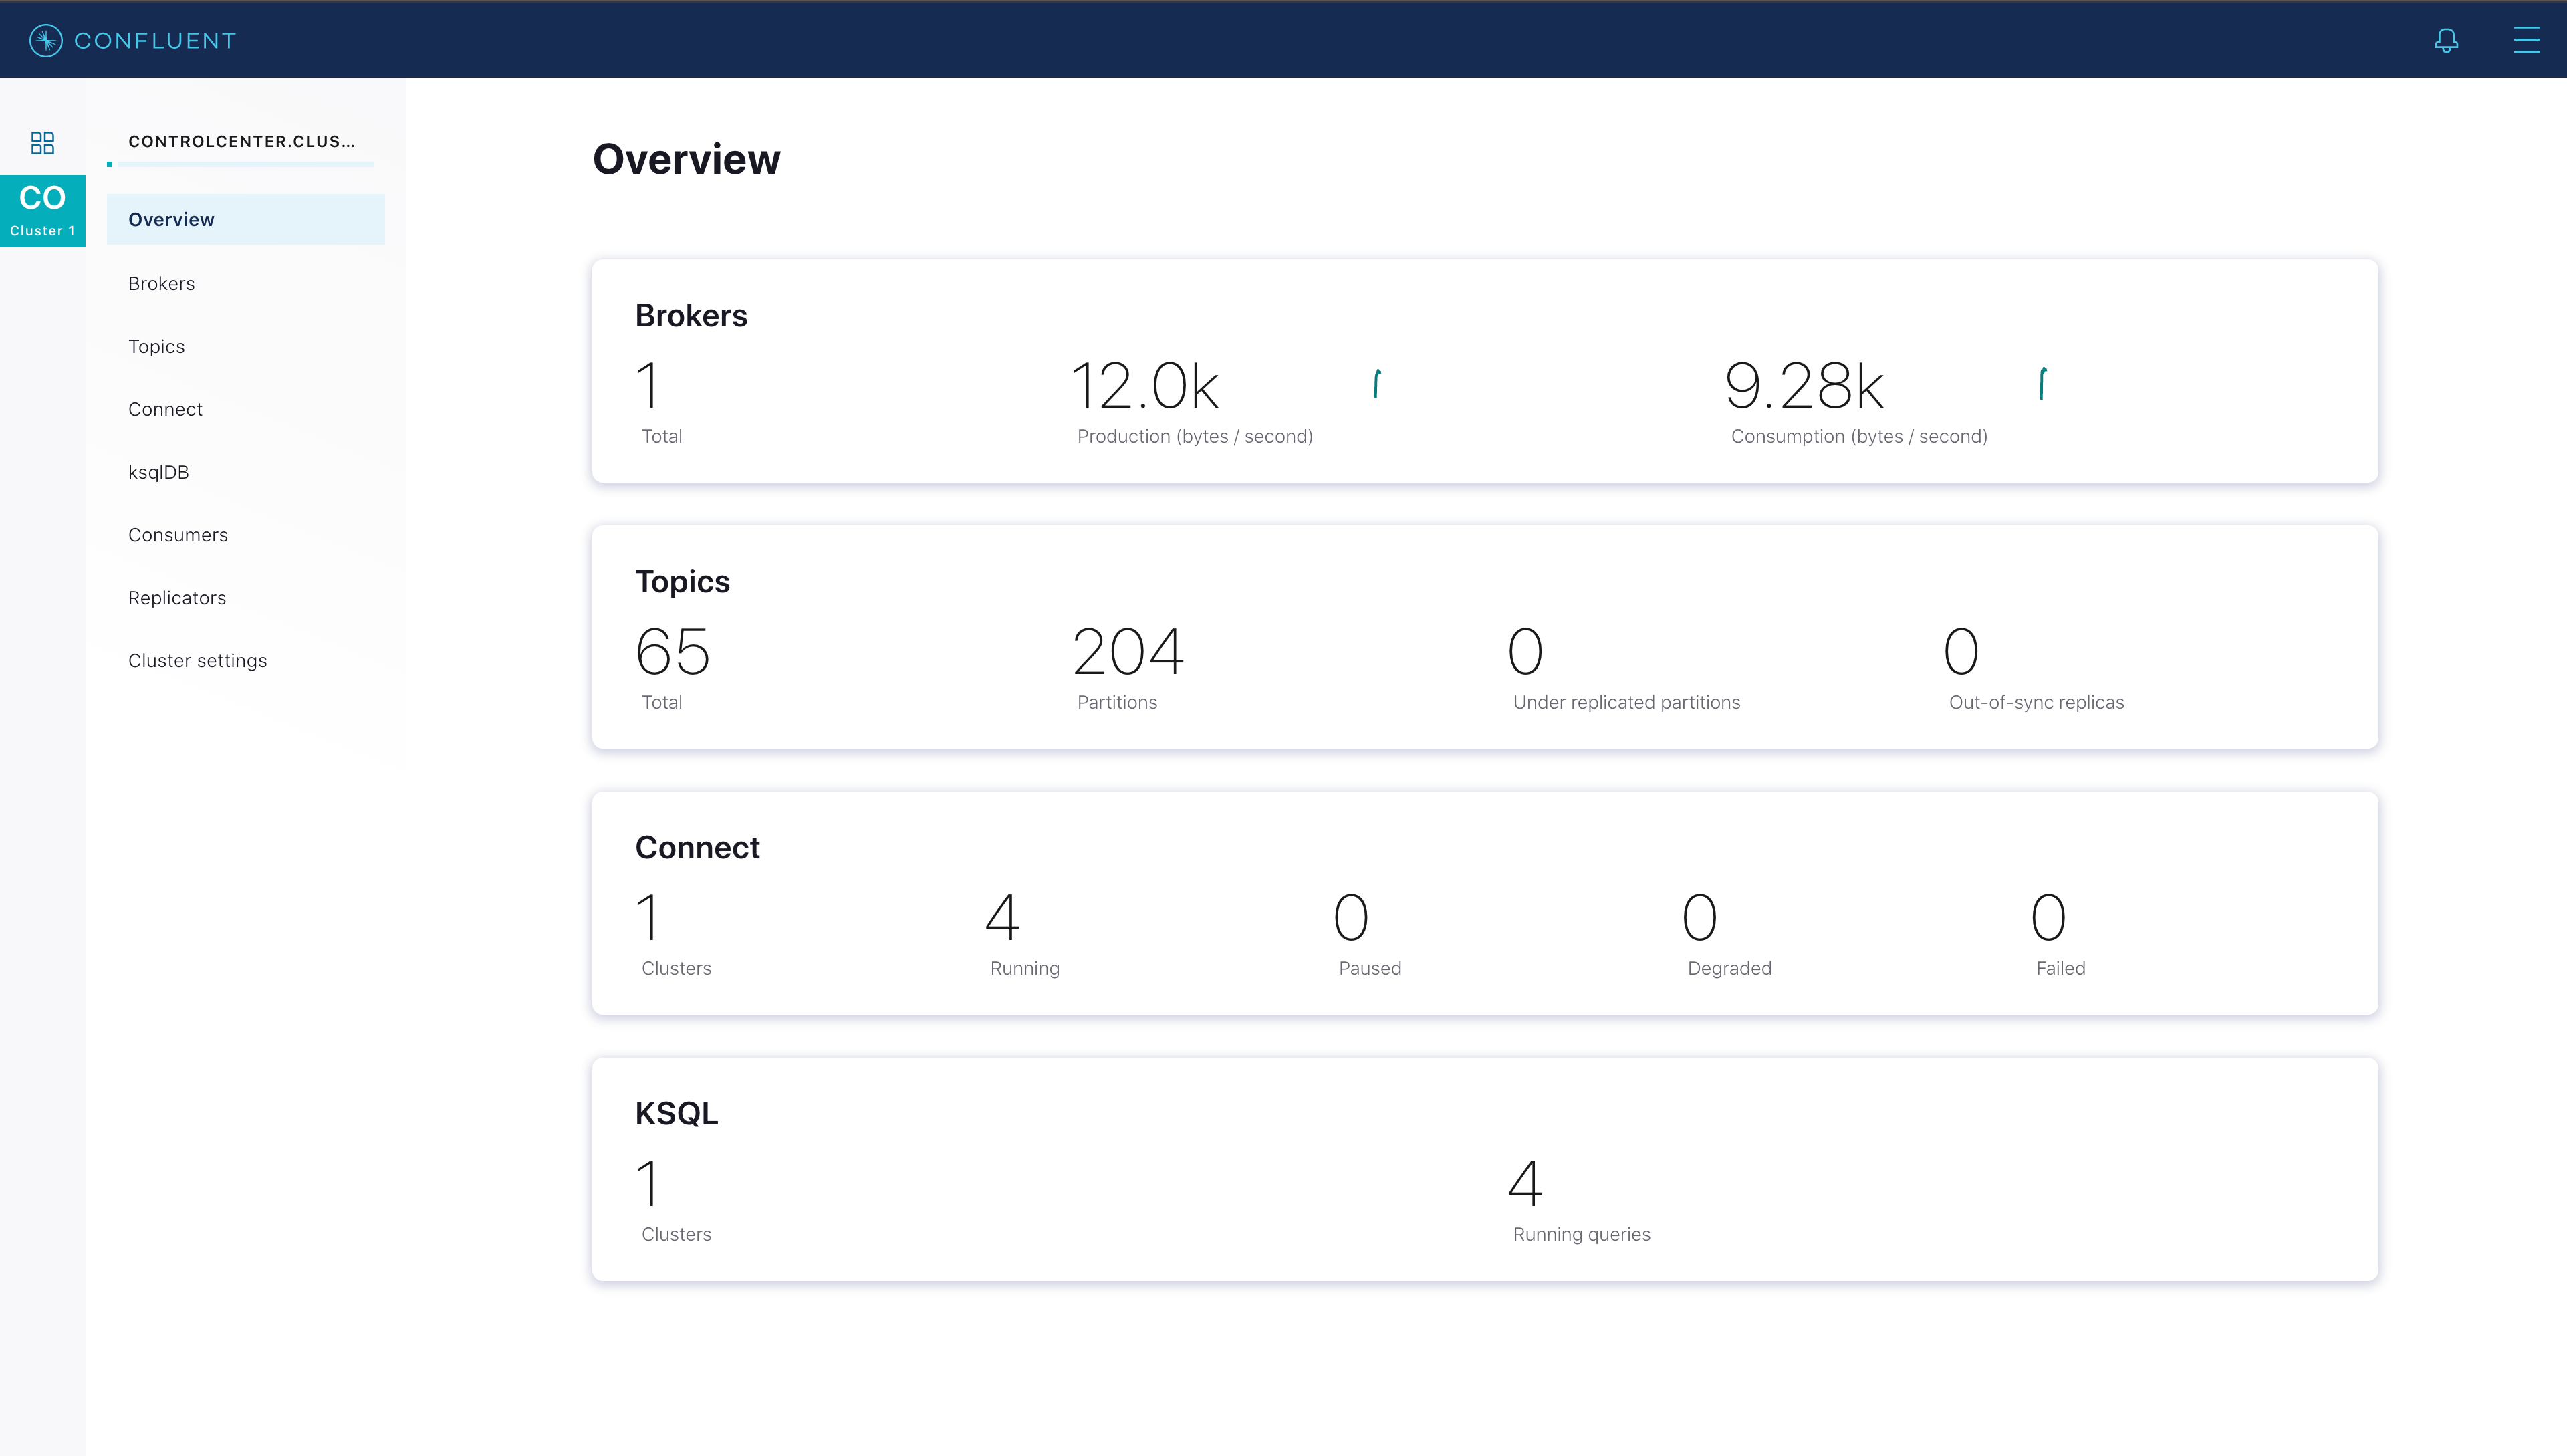 CONFLUENT
CO
Cluster 1
CONTROLCENTER.CLUS...
Overview
Brokers
Topics
Connect
ksqlDB
Consumers
Replicators
Cluster settings
Overview
Brokers
1 12.0k 9.28k
Total Production (bytes / second) Consumption (bytes / second)
Topics
65 204 0 0
Total Partitions Under replicated partitions Out-of-sync replicas
Connect
1 4 0 0 0
Clusters Running Paused Degraded Failed
KSQL
1 4
Clusters Running queries